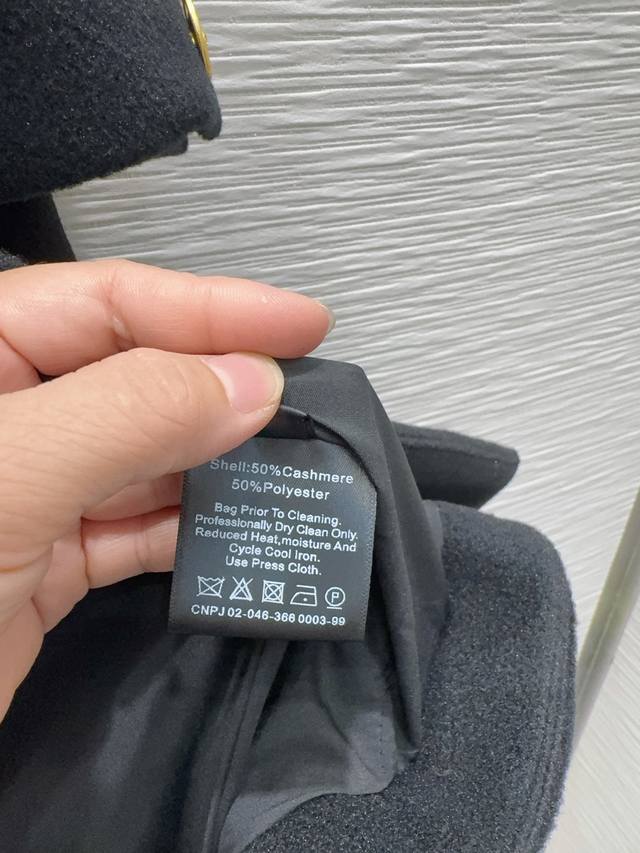 Shell:50%Cashmere
50%Polyester
Bag Prior To Cleaning.
Professionally Dry Clean Only.
Reduced Heat,moisture And
Cycle Cool Iron.
Use Press Cloth.
P
CNPJ 02-046-366 0003-99